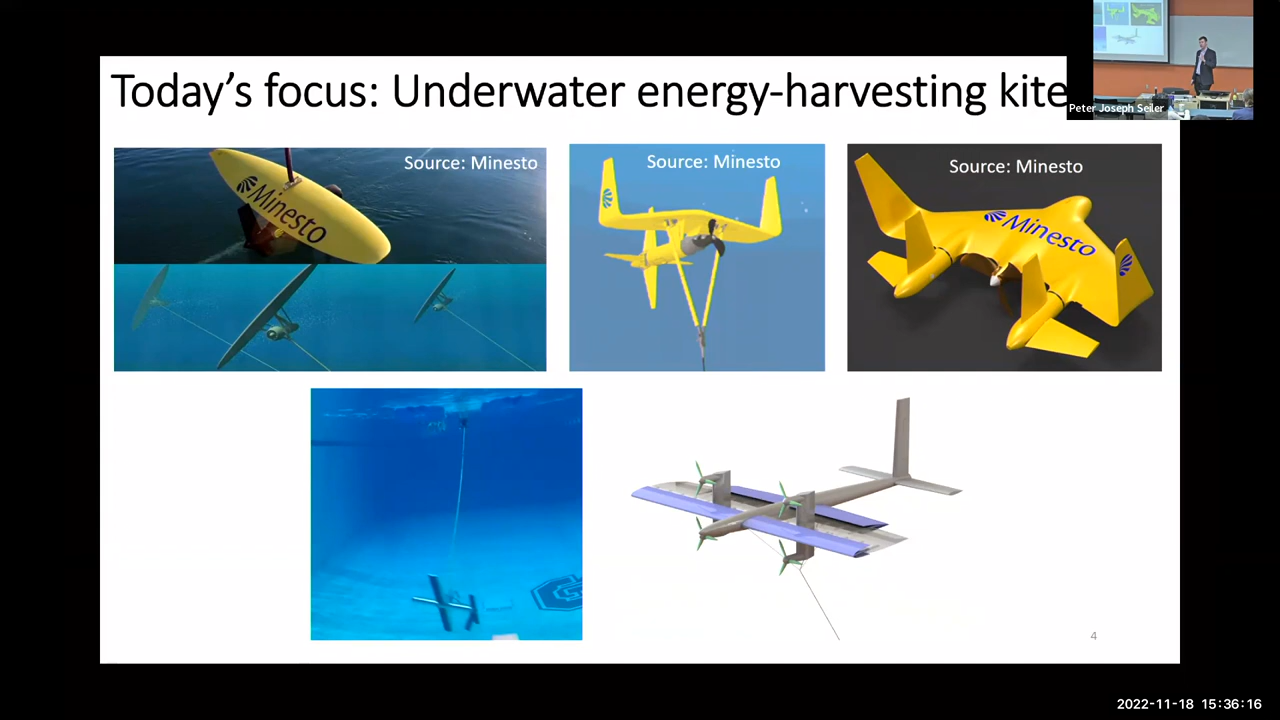 Today's focus: Underwater energy-harvesting kite
Peter Joseph Seiler
Source: Minesto
Minesto
Source: Minesto
Source: Minesto
Minesto
4
2022-11-18 15:36:16